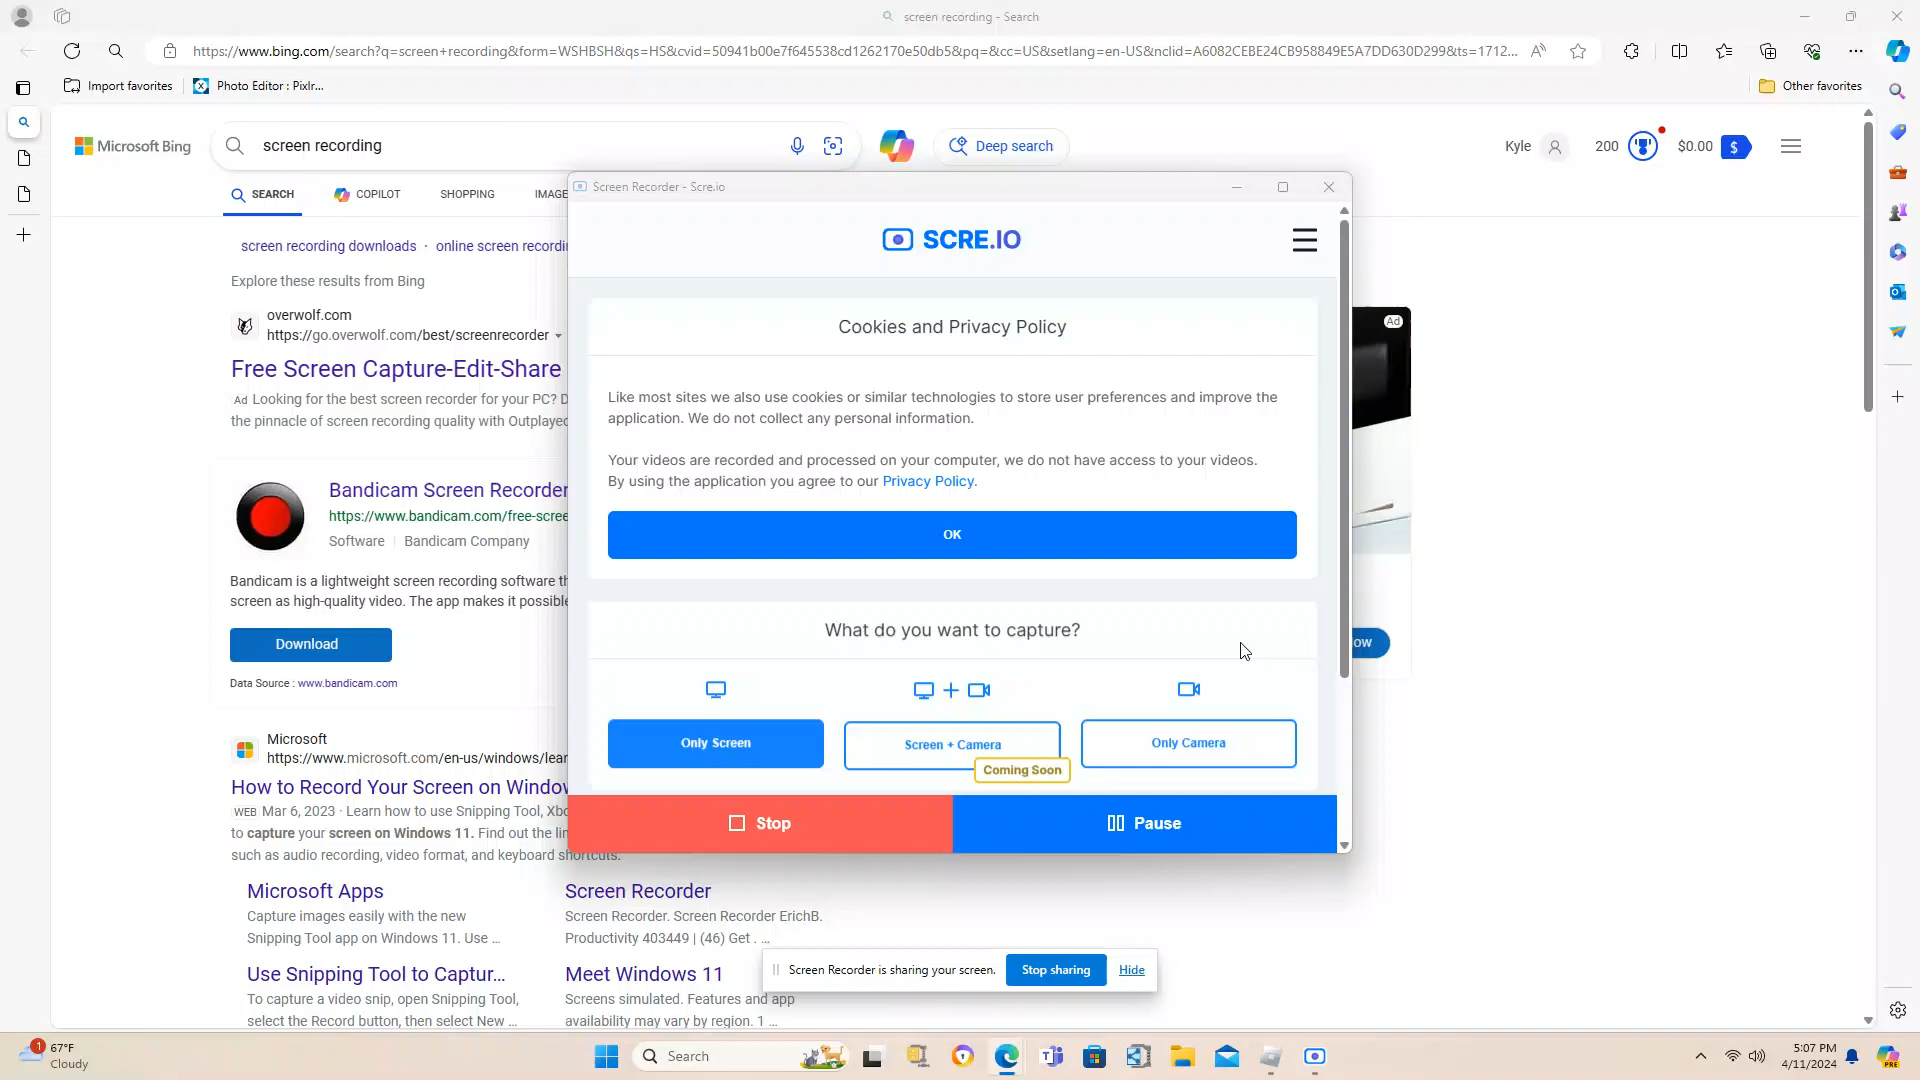 screen recording - Search
https://www.bing.com/search?q=screen+recording&form=WSHBSH&qs=HS&cvid=50941b00e7f645538cd1262170e50db5&pq=&cc=US&setlang=en-US&nclid=A6082CEBE24CB958849E5A7DD630D299&ts=1712...
Import favorites
Photo Editor : Pixlr...
Other favorites
Microsoft Bing
screen recording
Deep search
Kyle
200
$0.00
$
SEARCH
COPILOT
SHOPPING
IMAGE
screen recording downloads · online screen recordi
Explore these results from Bing
overwolf.com
https://go.overwolf.com/best/screenrecorder
Free Screen Capture-Edit-Share
Ad Looking for the best screen recorder for your PC? D
the pinnacle of screen recording quality with Outplayed
Bandicam Screen Recorder
https://www.bandicam.com/free-scree
Software
Bandicam Company
Bandicam is a lightweight screen recording software th
screen as high-quality video. The app makes it possible
Download
Data Source : www.bandicam.com
Microsoft
https://www.microsoft.com/en-us/windows/lear
How to Record Your Screen on Windo
WEB Mar 6, 2023 · Learn how to use Snipping Tool, Xbo
to capture your screen on Windows 11. Find out the lin
such as audio recording, video format, and keyboard shortcuts.
Microsoft Apps
Capture images easily with the new
Snipping Tool app on Windows 11. Use ...
Screen Recorder
Screen Recorder. Screen Recorder ErichB.
Productivity 403449 | (46) Get . ...
Use Snipping Tool to Captur...
To capture a video snip, open Snipping Tool,
select the Record button, then select New ...
Meet Windows 11
Screens simulated. Features and app
availability may vary by region. 1 ...
Screen Recorder - Scre.io
SCRE.IO
Cookies and Privacy Policy
Like most sites we also use cookies or similar technologies to store user preferences and improve the
application. We do not collect any personal information.
Your videos are recorded and processed on your computer, we do not have access to your videos.
By using the application you agree to our Privacy Policy.
OK
What do you want to capture?
Only Screen
Screen + Camera
Coming Soon
Only Camera
Stop
Pause
Ad
ow
Screen Recorder is sharing your screen.
Stop sharing
Hide
1
67°F
Cloudy
Search
5:07 PM
4/11/2024
PRE